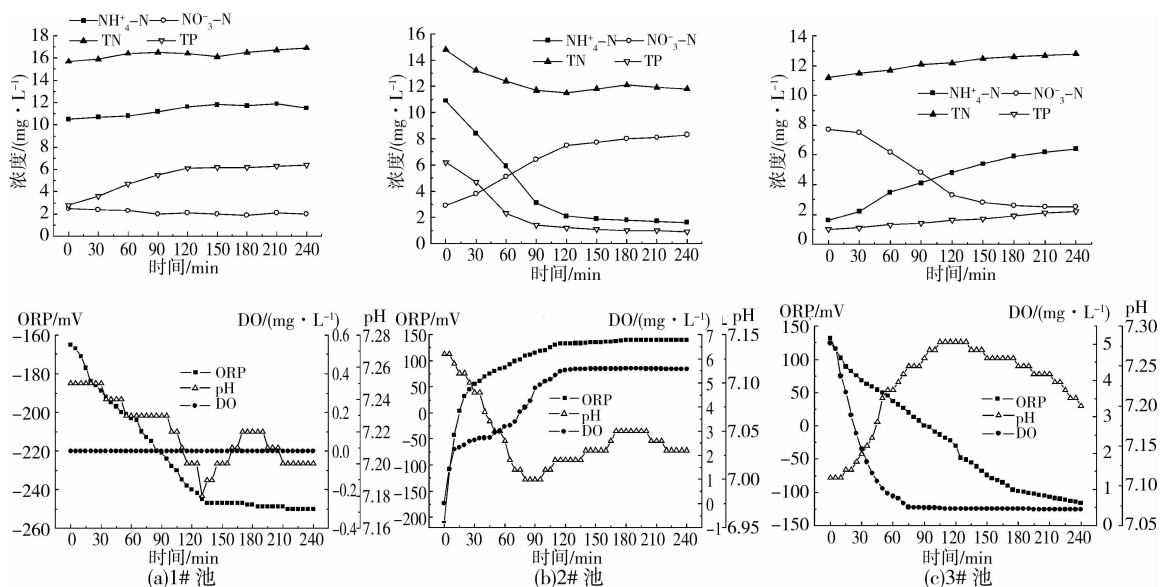 NH⁺₄–N NO⁻₃–N
TN TP
浓度/(mg·L⁻¹)
18
16
14
12
10
8
6
4
2
0
0 30 60 90 120 150 180 210 240
时间/min
NH⁺₄–N NO⁻₃–N
TN TP
浓度/(mg·L⁻¹)
16
14
12
10
8
6
4
2
0
0 30 60 90 120 150 180 210 240
时间/min
NH⁺₄–N NO⁻₃–N
TN TP
浓度/(mg·L⁻¹)
14
12
10
8
6
4
2
0
0 30 60 90 120 150 180 210 240
时间/min
ORP/mV DO/(mg·L⁻¹) pH
−160
−180
−200
−220
−240
−260
0.6
0.5
0.4
0.3
0.2
0.1
0.0
−0.1
−0.2
−0.3
−0.4
7.28
7.26
7.24
7.22
7.20
7.18
7.16
ORP
pH
DO
0 30 60 90 120 150 180 210 240
时间/min
(a)1# 池
ORP/mV DO/(mg·L⁻¹) pH
150
100
50
0
−50
−100
−150
−200
7
6
5
4
3
2
1
0
−1
7.15
7.10
7.05
7.00
6.95
ORP
pH
DO
0 30 60 90 120 150 180 210 240
时间/min
(b)2# 池
ORP/mV DO/(mg·L⁻¹) pH
150
100
50
0
−50
−100
−150
5
4
3
2
1
0
7.30
7.25
7.20
7.15
7.10
7.05
ORP
pH
DO
0 30 60 90 120 150 180 210 240
时间/min
(c)3# 池